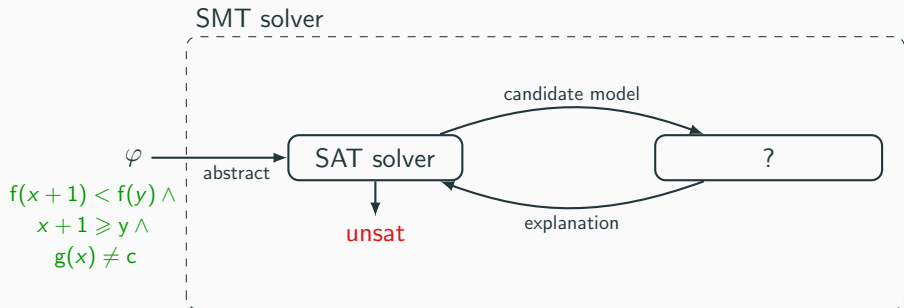 SMT solver
candidate model
φ
abstract
SAT solver
?
f(x + 1) < f(y) ∧
x + 1 ⩾ y ∧
g(x) ≠ c
unsat
explanation